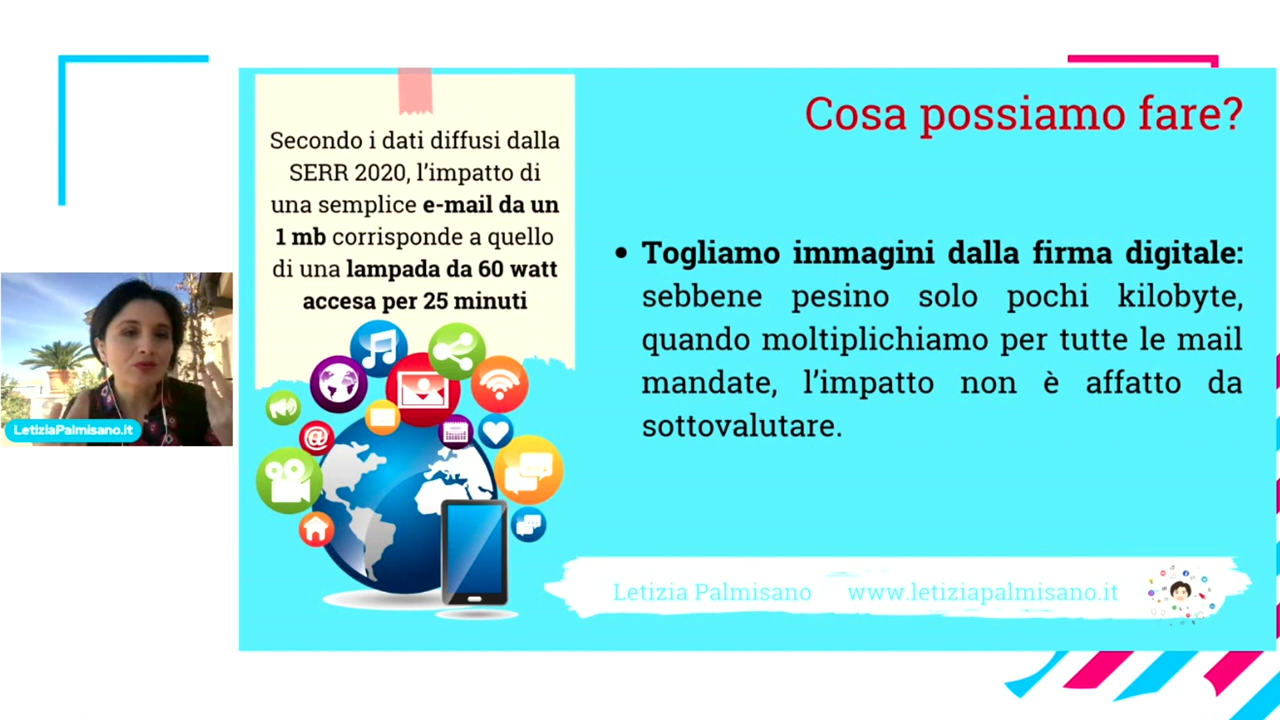 Cosa possiamo fare?
Secondo i dati diffusi dalla
SERR 2020, l’impatto di
una semplice e-mail da un
1 mb corrisponde a quello
di una lampada da 60 watt
accesa per 25 minuti
• Togliamo immagini dalla firma digitale:
sebbene pesino solo pochi kilobyte,
quando moltiplichiamo per tutte le mail
mandate, l’impatto non è affatto da
sottovalutare.
LetiziaPalmisano.it
Letizia Palmisano www.letiziapalmisano.it